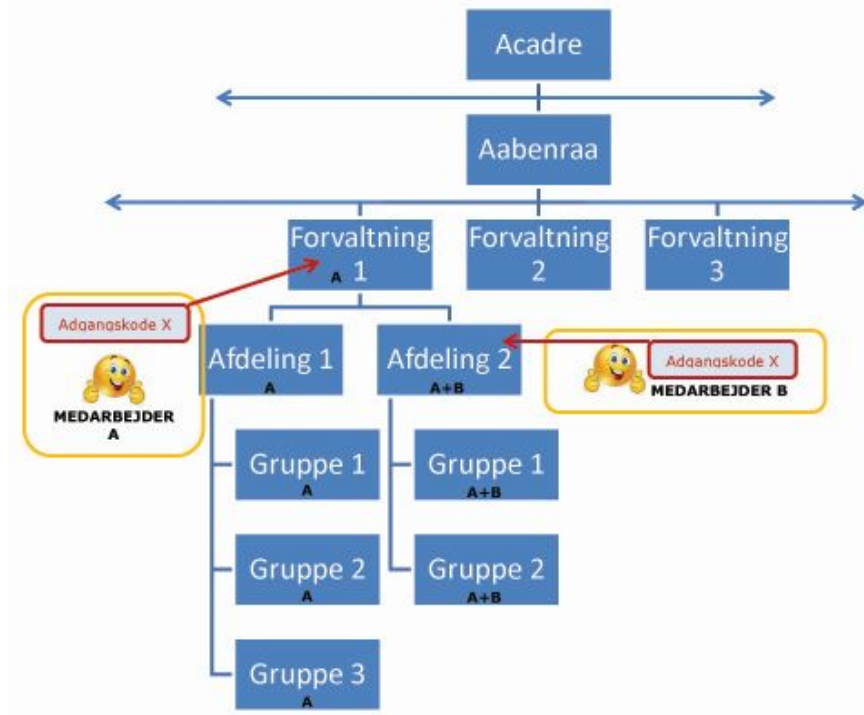 Acadre
Aabenraa
Forvaltning
A 1
Forvaltning
2
Forvaltning
3
Adgangskode X
MEDARBEJDER
A
Afdeling 1
A
Afdeling 2
A+B
Adgangskode X
MEDARBEJDER B
Gruppe 1
A
Gruppe 1
A+B
Gruppe 2
A
Gruppe 2
A+B
Gruppe 3
A